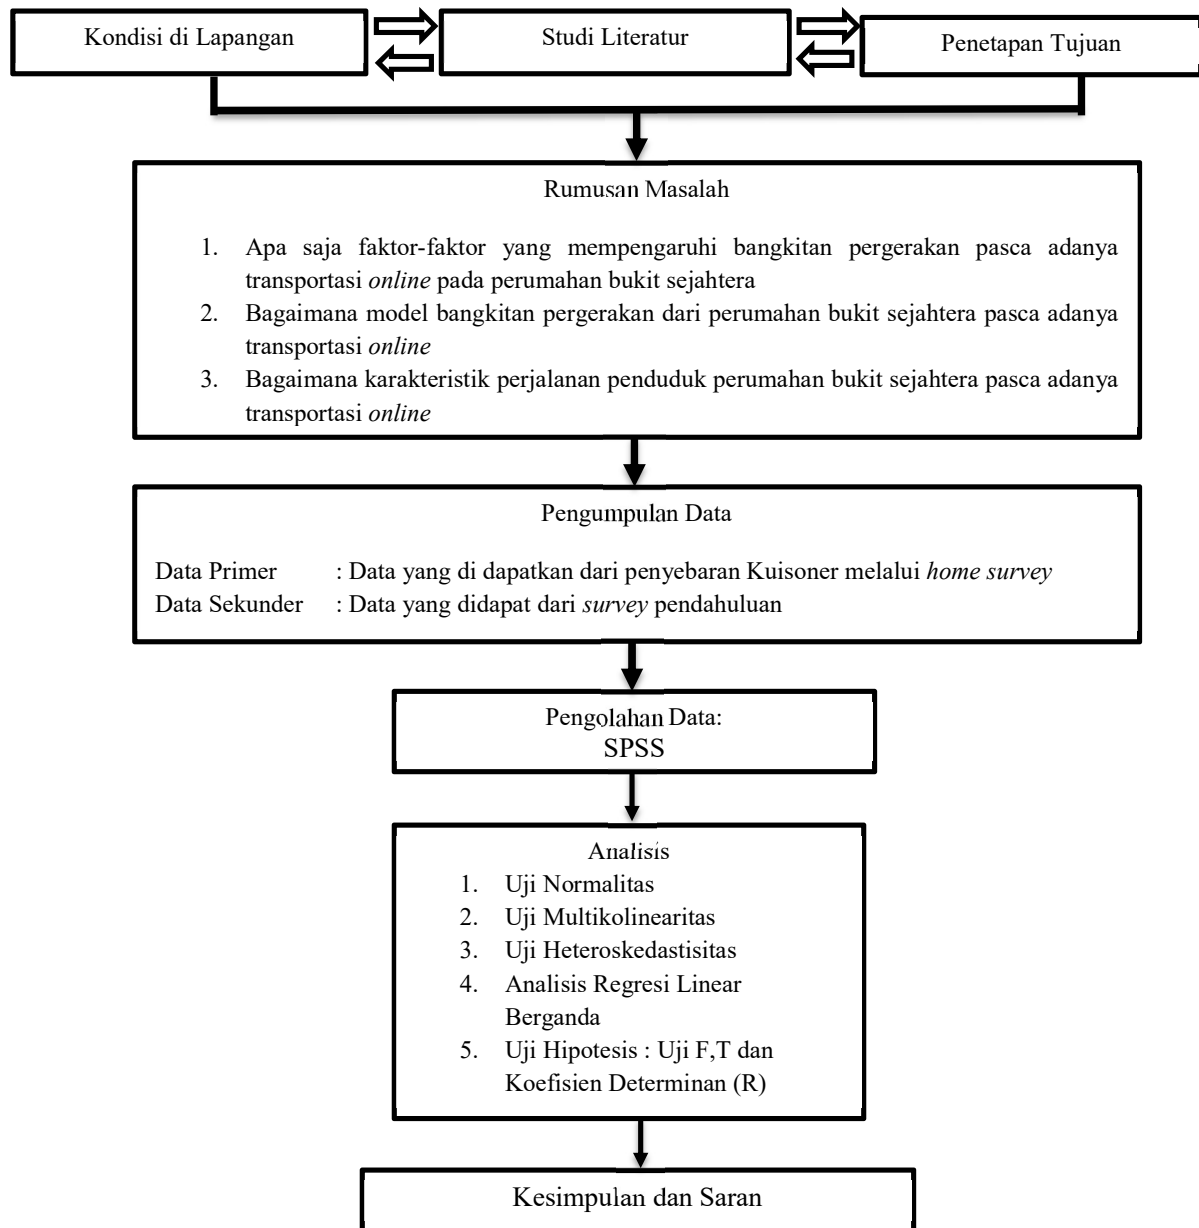 Kondisi di Lapangan
Studi Literatur
Penetapan Tujuan
Rumusan Masalah
1. Apa saja faktor-faktor yang mempengaruhi bangkitan pergerakan pasca adanya
transportasi online pada perumahan bukit sejahtera
2. Bagaimana model bangkitan pergerakan dari perumahan bukit sejahtera pasca adanya
transportasi online
3. Bagaimana karakteristik perjalanan penduduk perumahan bukit sejahtera pasca adanya
transportasi online
Pengumpulan Data
Data Primer : Data yang di dapatkan dari penyebaran Kuisoner melalui home survey
Data Sekunder : Data yang didapat dari survey pendahuluan
Pengolahan Data:
SPSS
Analisis
1. Uji Normalitas
2. Uji Multikolinearitas
3. Uji Heteroskedastisitas
4. Analisis Regresi Linear
Berganda
5. Uji Hipotesis : Uji F,T dan
Koefisien Determinan (R)
Kesimpulan dan Saran